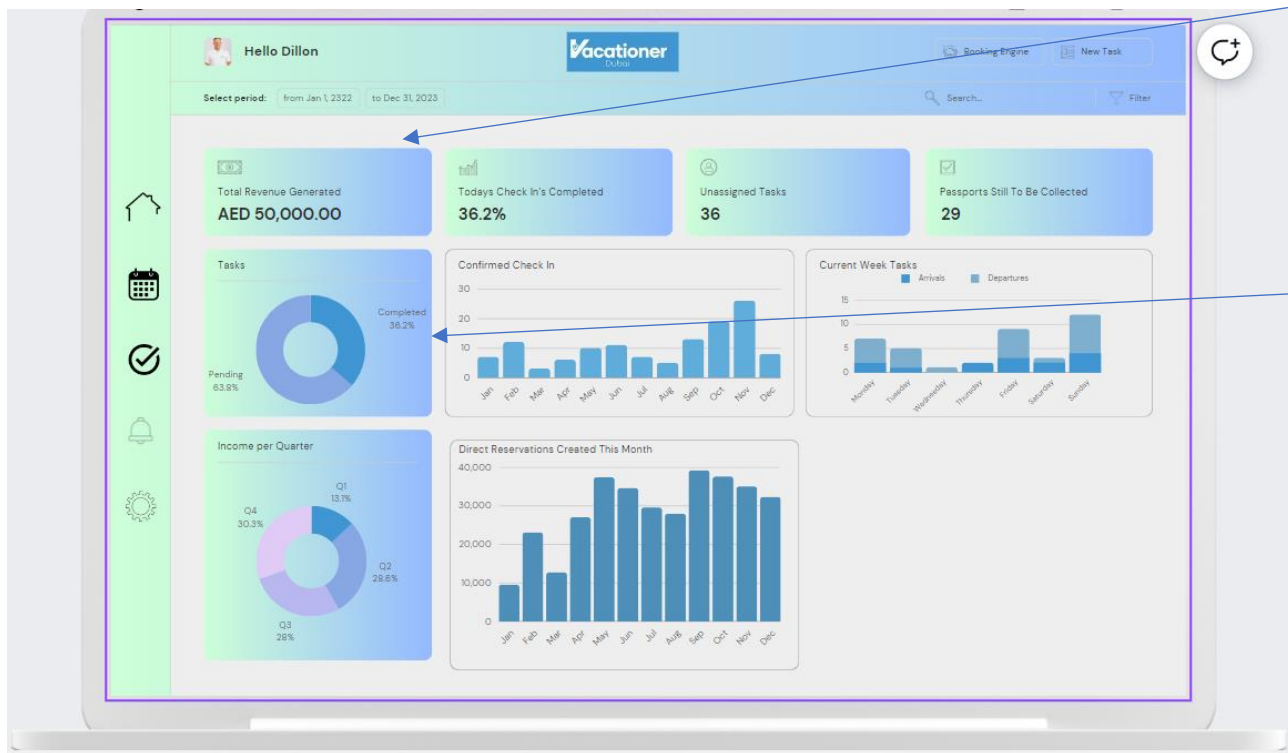 Hello Dillon
Vacationer
Dubai
Booking Engine
New Task
Select period:
from Jan 1, 2322
to Dec 31, 2023
Search...
Filter
Total Revenue Generated
AED 50,000.00
Todays Check In's Completed
36.2%
Unassigned Tasks
36
Passports Still To Be Collected
29
Tasks
Completed
36.2%
Pending
63.8%
Confirmed Check In
30
20
10
0
Jan
Feb
Mar
Apr
May
Jun
Jul
Aug
Sep
Oct
Nov
Dec
Current Week Tasks
Arrivals
Departures
15
10
5
0
Monday
Tuesday
Wednesday
Thursday
Friday
Saturday
Sunday
Income per Quarter
Q1
13.1%
Q4
30.3%
Q2
28.6%
Q3
28%
Direct Reservations Created This Month
40,000
30,000
20,000
10,000
0
Jan
Feb
Mar
Apr
May
Jun
Jul
Aug
Sep
Oct
Nov
Dec